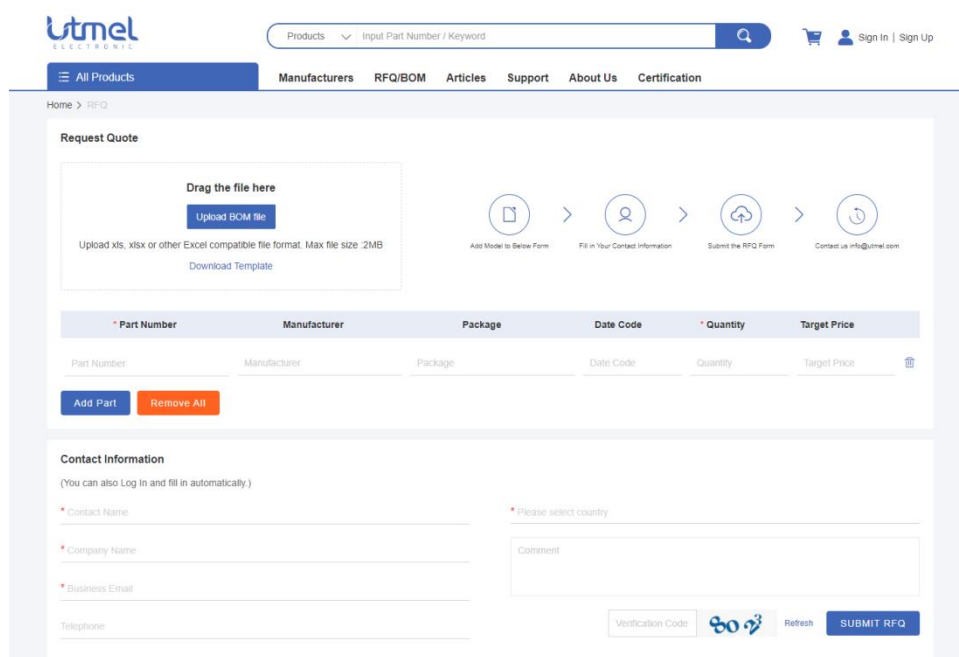 Utmel
ELECTRONIC
Products Input Part Number / Keyword
Sign In | Sign Up
All Products Manufacturers RFQ/BOM Articles Support About Us Certification
Home > RFQ
Request Quote
Drag the file here
Upload BOM file
Upload xls, xlsx or other Excel compatible file format. Max file size :2MB
Download Template
Add Model to Below Form Fill in Your Contact Information Submit the RFQ Form Contact us info@utmel.com
* Part Number Manufacturer Package Date Code * Quantity Target Price
Part Number Manufacturer Package Date Code Quantity Target Price
Add Part Remove All
Contact Information
(You can also Log In and fill in automatically.)
* Contact Name
* Please select country
* Company Name
Comment
* Business Email
Telephone
Verification Code Refresh SUBMIT RFQ